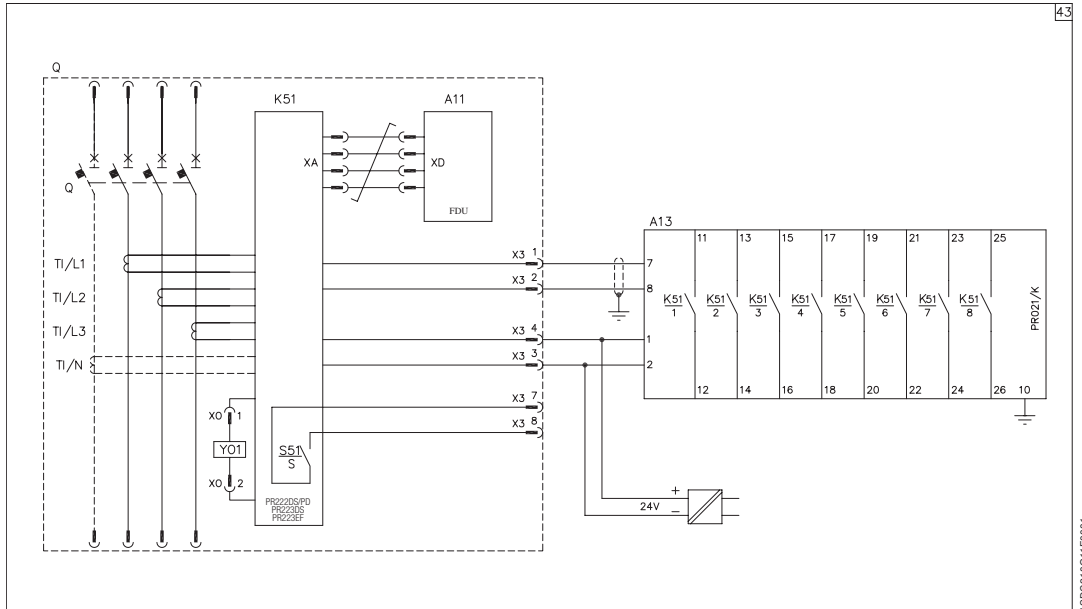 43
Q
K51
A11
XA
XD
FDU
Q
A13
11 13 15 17 19 21 23 25
TI/L1
X3 1
7
TI/L2
X3 2
8
K51 K51 K51 K51 K51 K51 K51 K51
1 2 3 4 5 6 7 8
PR021/K
TI/L3
X3 4
1
TI/N
X3 3
2
12 14 16 18 20 22 24 26 10
X3 7
X0 1
X3 8
Y01
S51
S
X0 2
PR222DS/PD
PR223DS
PR223EF
+
24V
−